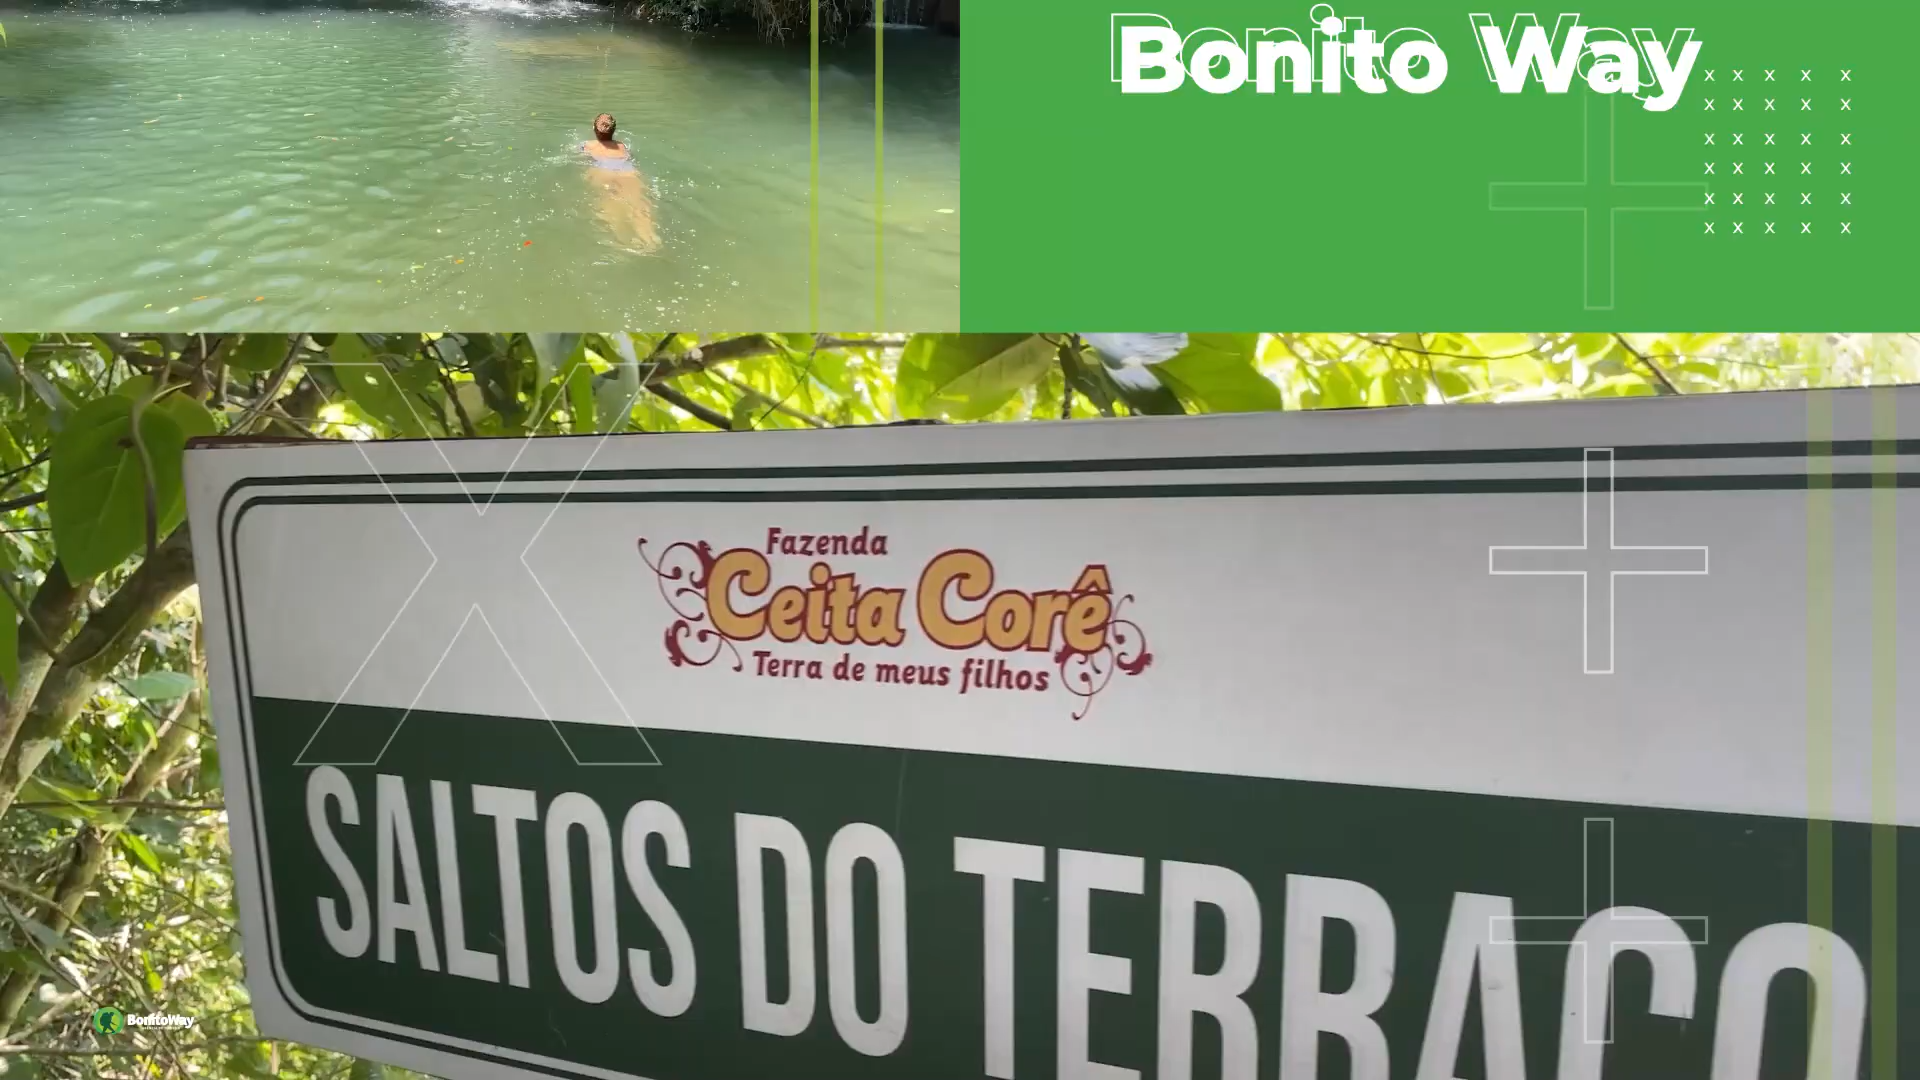 Bonito Way
x x x x x
x x x x x
x x x x x
x x x x x
x x x x x
x x x x x
Fazenda
Ceita Corê
Terra de meus filhos
SALTOS DO TERRAÇO
BonitoWay